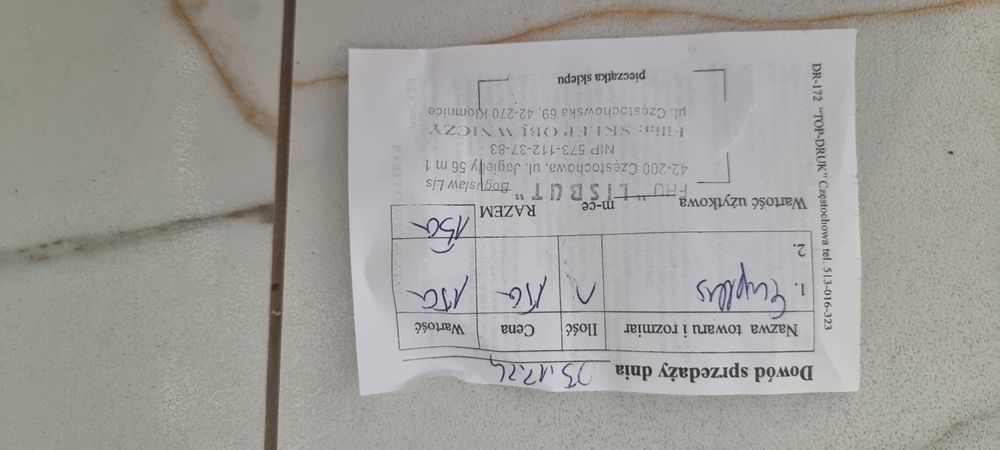 Dowód sprzedaży dnia 03.12.24
Nazwa towaru i rozmiar Ilość Cena Wartość
1. 1 150 150-
2.
150-
Wartość użytkowa m-ce RAZEM
FHU "LISBUT" Bogusław Lis
42-200 Częstochowa, ul. Jagiełły 56 m 1
NIP 573-112-37-83
Filia: SKLEP OBUWNICZY
ul. Częstochowska 69, 42-270 Kłomnice
pieczątka sklepu
DR-172 "TOP-DRUK" Częstochowa tel. 513-016-323